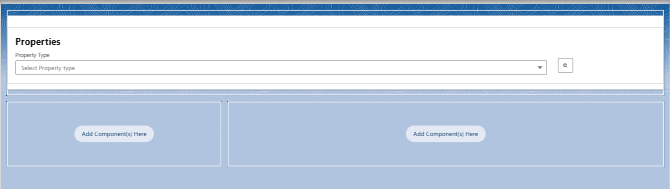 Properties
Property Type
Select Property type
Add Component(s) Here
Add Component(s) Here